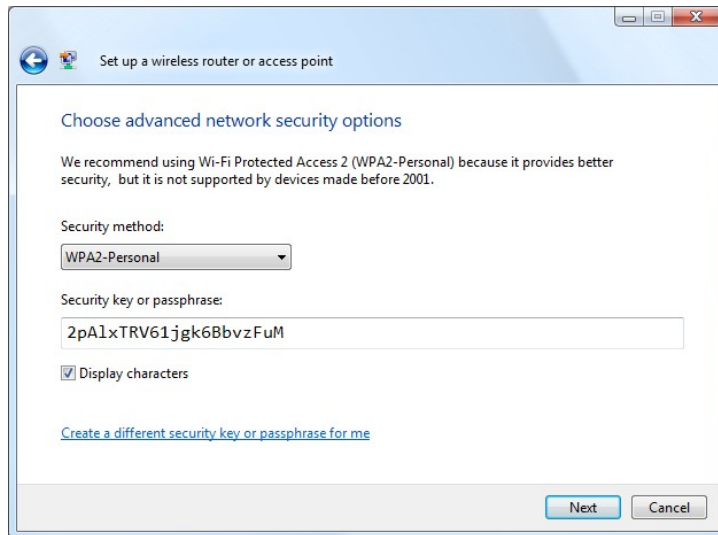 Set up a wireless router or access point
Choose advanced network security options
We recommend using Wi-Fi Protected Access 2 (WPA2-Personal) because it provides better
security, but it is not supported by devices made before 2001.
Security method:
WPA2-Personal
Security key or passphrase:
2pAlxTRV61jgk6BbvzFuM
Display characters
Create a different security key or passphrase for me
Next Cancel